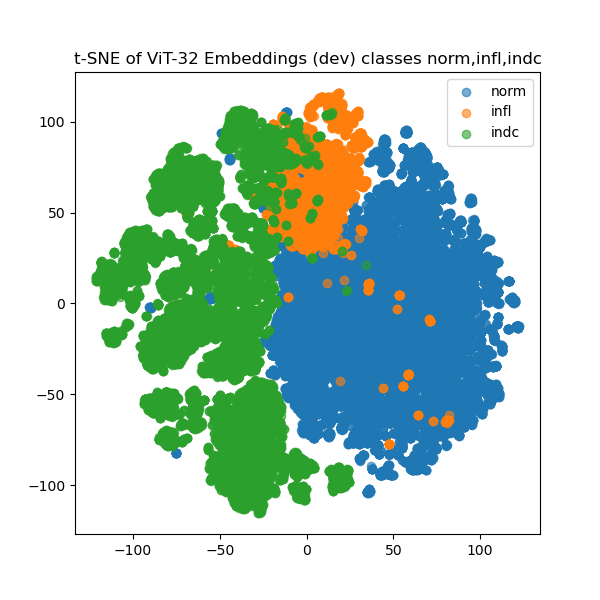 t-SNE of ViT-32 Embeddings (dev) classes norm,infl,indc
norm
infl
indc
100
50
0
−50
−100
−100
−50
0
50
100